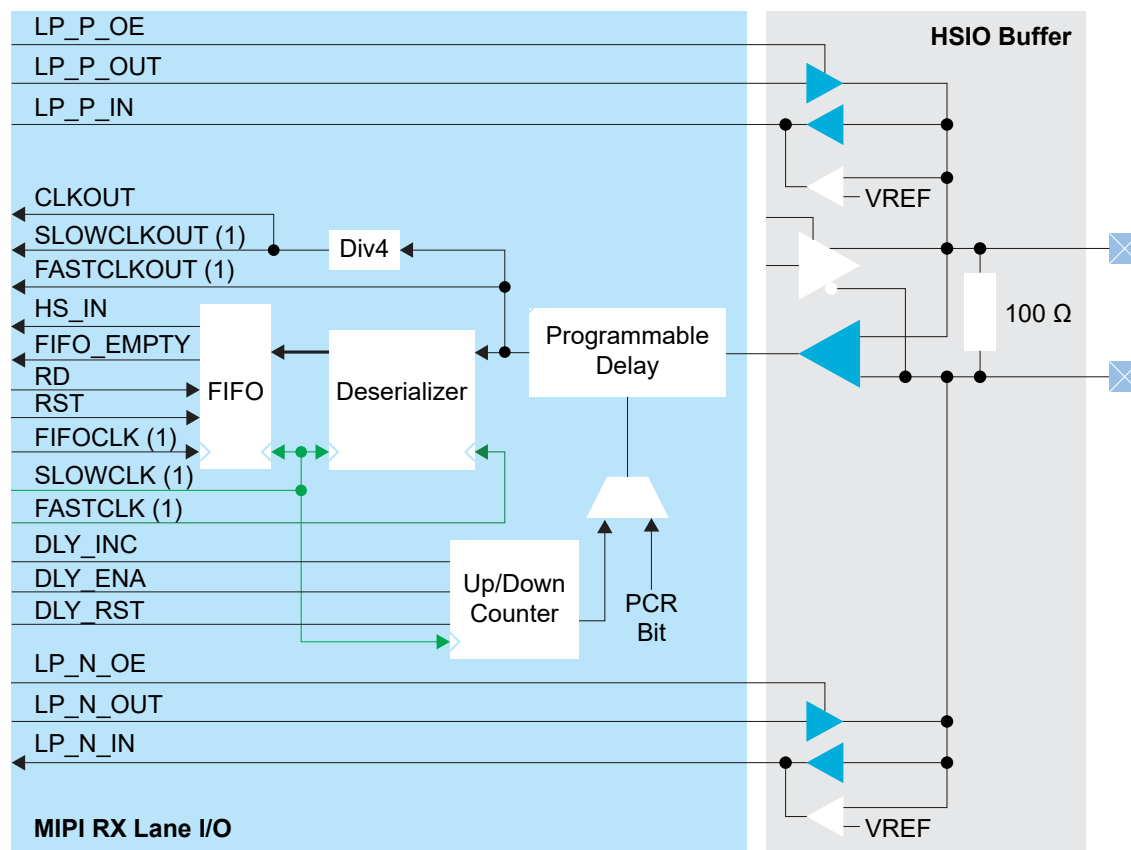 LP_P_OE
HSIO Buffer
LP_P_OUT
LP_P_IN
CLKOUT
VREF
SLOWCLKOUT (1)
Div4
FASTCLKOUT (1)
HS_IN
100 Ω
Programmable
Delay
FIFO_EMPTY
RD
FIFO
Deserializer
RST
FIFOCLK (1)
SLOWCLK (1)
FASTCLK (1)
DLY_INC
DLY_ENA
Up/Down
Counter
PCR
Bit
DLY_RST
LP_N_OE
LP_N_OUT
LP_N_IN
MIPI RX Lane I/O
VREF